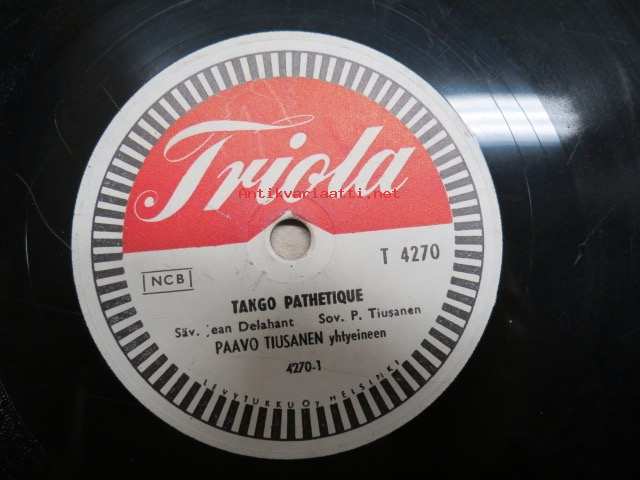 Triola
Antikvariaatti.net
T 4270
NCB
TANGO PATHETIQUE
Säv. Jean Delahant Sov. P. Tiusanen
PAAVO TIUSANEN yhtyeineen
4270-1
LEVYTUKKU OY HELSINKI